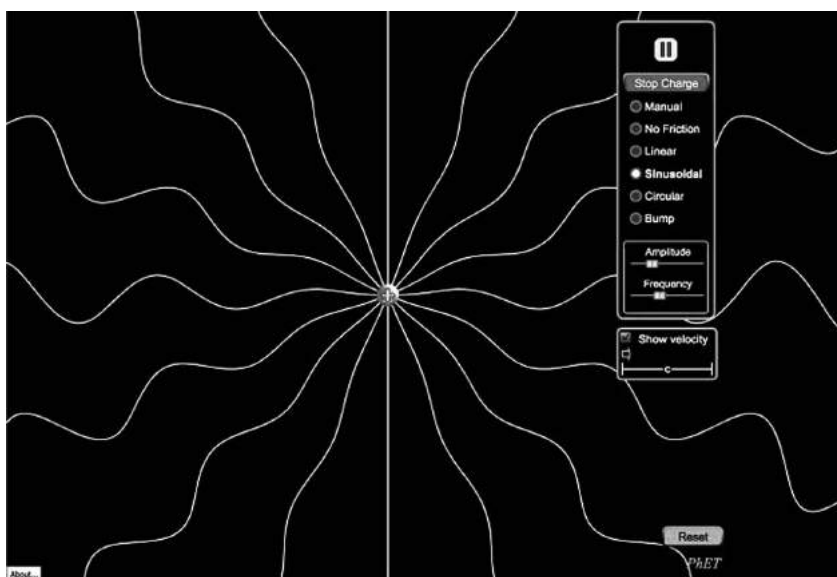 Stop Charge
Manual
No Friction
Linear
Sinusoidal
Circular
Bump
Amplitude
Frequency
Show velocity
c
Reset
PhET
About...